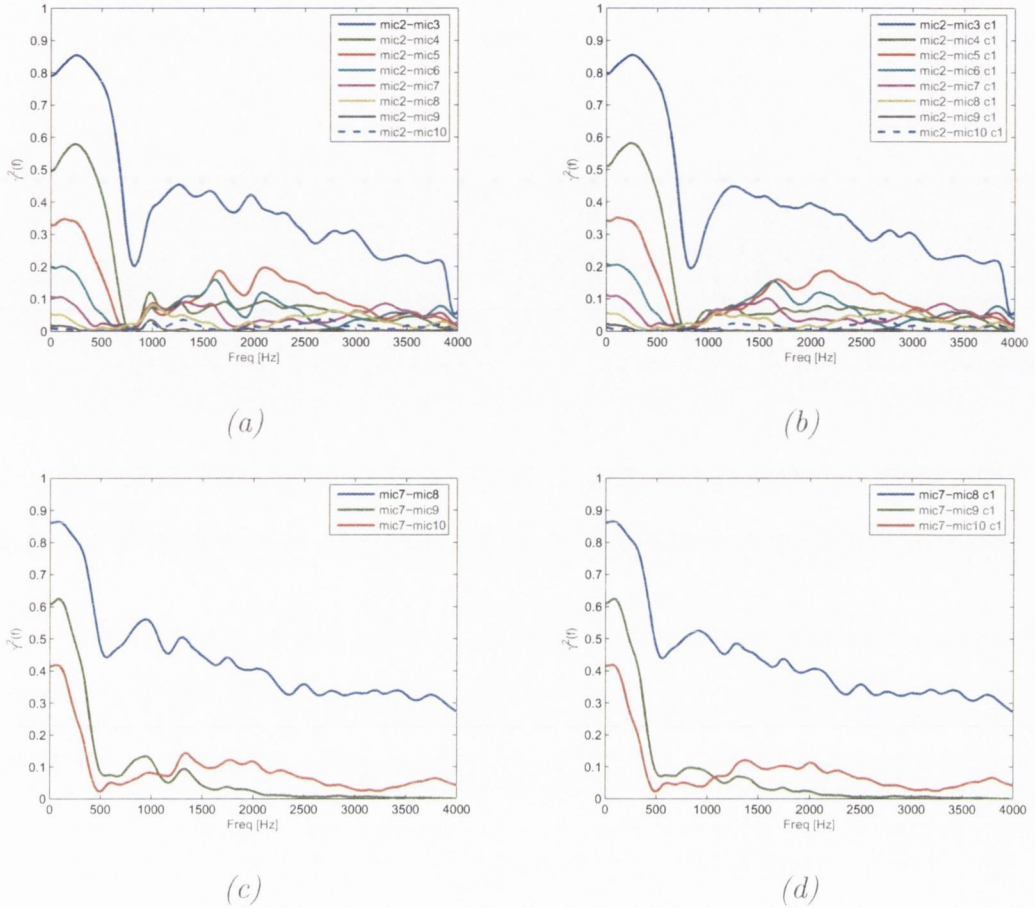 mic2-mic3
mic2-mic4
mic2-mic5
mic2-mic6
mic2-mic7
mic2-mic8
mic2-mic9
mic2-mic10
1
0.9
0.8
0.7
0.6
0.5
0.4
0.3
0.2
0.1
0
γ²(f)
0 500 1000 1500 2000 2500 3000 3500 4000
Freq [Hz]
(a)
mic2-mic3 c1
mic2-mic4 c1
mic2-mic5 c1
mic2-mic6 c1
mic2-mic7 c1
mic2-mic8 c1
mic2-mic9 c1
mic2-mic10 c1
1
0.9
0.8
0.7
0.6
0.5
0.4
0.3
0.2
0.1
0
γ²(f)
0 500 1000 1500 2000 2500 3000 3500 4000
Freq [Hz]
(b)
mic7-mic8
mic7-mic9
mic7-mic10
1
0.9
0.8
0.7
0.6
0.5
0.4
0.3
0.2
0.1
0
γ²(f)
0 500 1000 1500 2000 2500 3000 3500 4000
Freq [Hz]
(c)
mic7-mic8 c1
mic7-mic9 c1
mic7-mic10 c1
1
0.9
0.8
0.7
0.6
0.5
0.4
0.3
0.2
0.1
0
γ²(f)
0 500 1000 1500 2000 2500 3000 3500 4000
Freq [Hz]
(d)